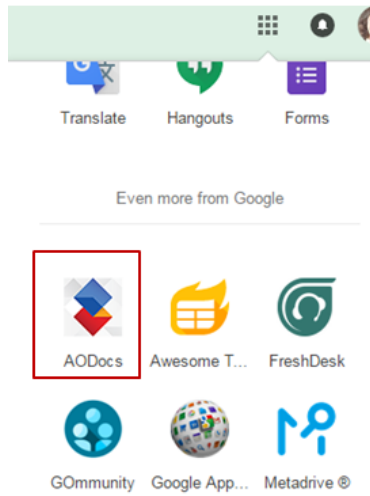 Translate Hangouts Forms
Even more from Google
AODocs Awesome T... FreshDesk
GOmmunity Google App... Metadrive ®